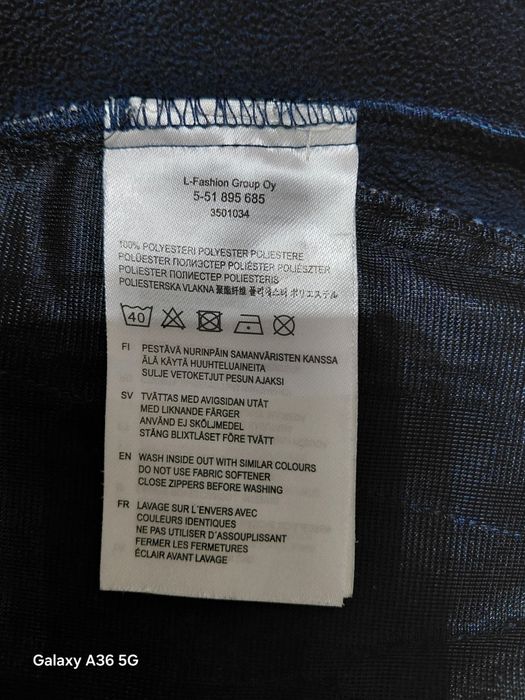 L-Fashion Group Oy
5-51 895 685
3501034
100% POLYESTERI POLYESTER POLIESTERE
POLÜESTER ПОЛИЭСТЕР POLIÉSTER POLIÉSZTER
POLIESTER ПОЛИЕСТЕР POLIESTERIS
POLIESTERSKA VLAKNA 聚酯纤维 폴리에스터 ポリエステル
40
FI PESTÄVÄ NURINPÄIN SAMANVÄRISTEN KANSSA
ÄLÄ KÄYTÄ HUUHTELUAINEITA
SULJE VETOKETJUT PESUN AJAKSI
SV TVÄTTAS MED AVIGSIDAN UTÅT
MED LIKNANDE FÄRGER
ANVÄND EJ SKÖLJMEDEL
STÄNG BLIXTLÅSET FÖRE TVÄTT
EN WASH INSIDE OUT WITH SIMILAR COLOURS
DO NOT USE FABRIC SOFTENER
CLOSE ZIPPERS BEFORE WASHING
FR LAVAGE SUR L'ENVERS AVEC
COULEURS IDENTIQUES
NE PAS UTILISER D'ASSOUPLISSANT
FERMER LES FERMETURES
ÉCLAIR AVANT LAVAGE
Galaxy A36 5G